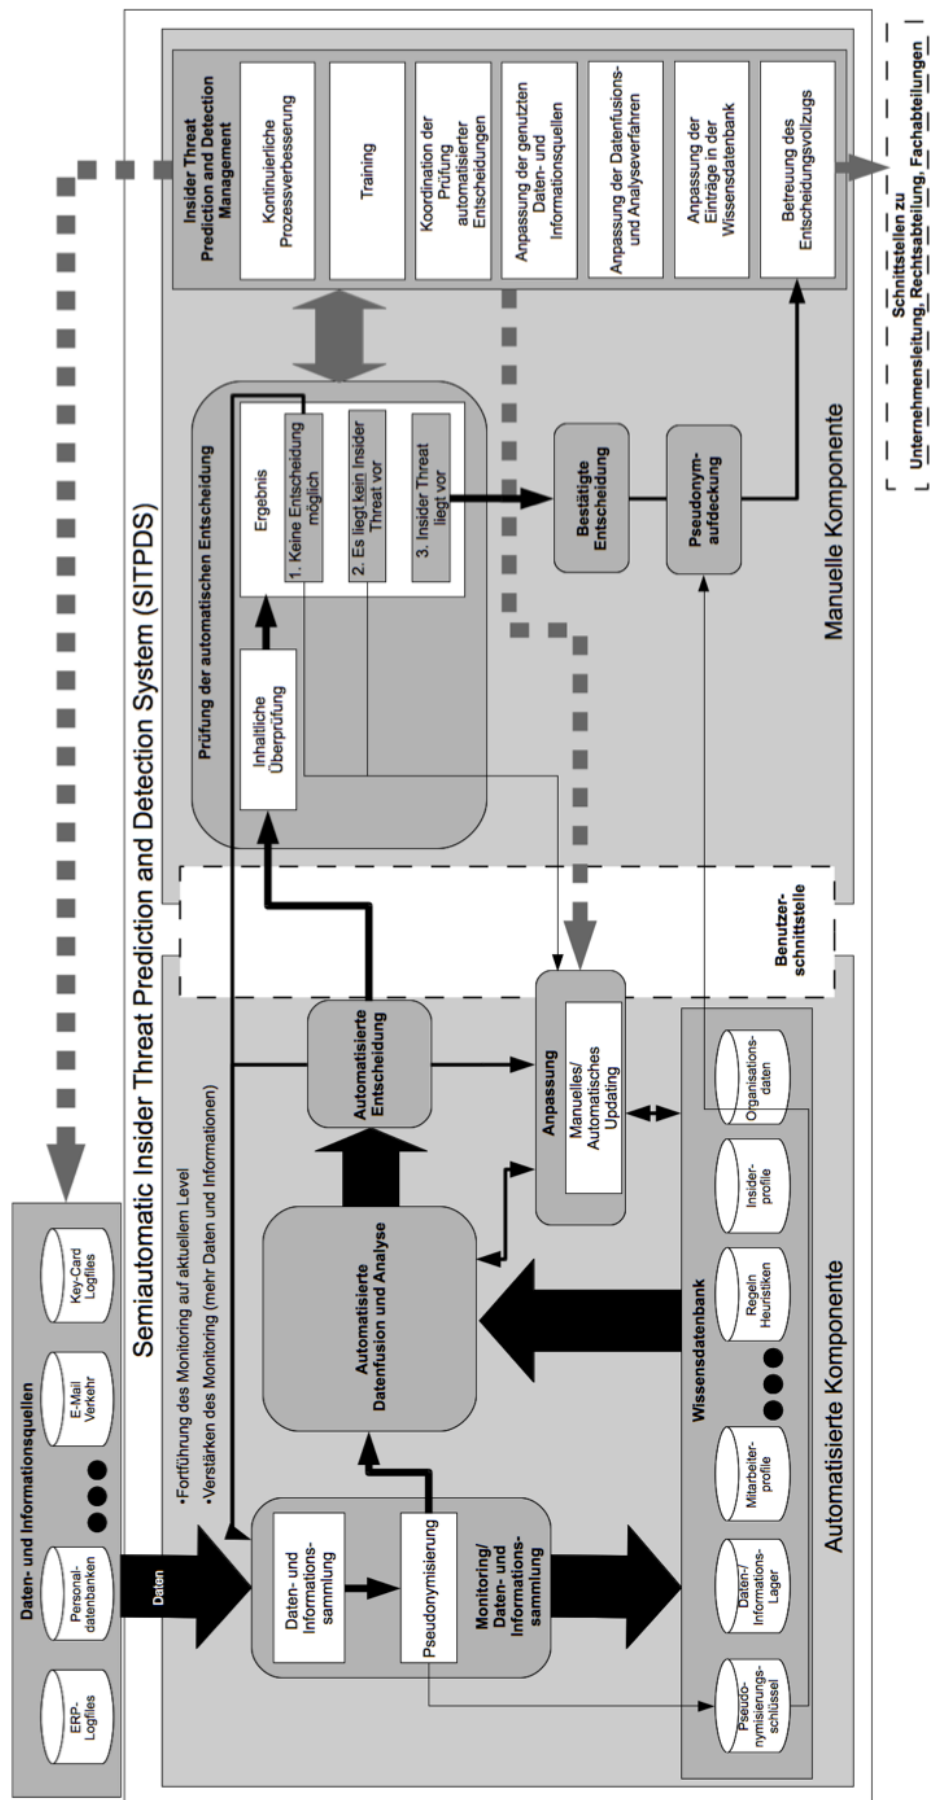 Daten- und Informationsquellen
ERP-
Logfiles
Personal-
datenbanken
E-Mail
Verkehr
Key-Card
Logfiles
Semiautomatic Insider Threat Prediction and Detection System (SITPDS)
Daten
•Fortführung des Monitoring auf aktuellem Level
•Verstärken des Monitoring (mehr Daten und Informationen)
Daten- und
Informations-
sammlung
Pseudonymisierung
Monitoring/
Daten- und
Informations-
sammlung
Automatisierte
Datenfusion und Analyse
Automatisierte
Entscheidung
Anpassung
Manuelles/
Automatisches
Updating
Wissensdatenbank
Pseudo-
nymisierungs-
schlüssel
Daten-/
Informations-
Lager
Mitarbeiter-
profile
Regeln
Heuristiken
Insider-
profile
Organisations-
daten
Automatisierte Komponente
Benutzer-
schnittstelle
Prüfung der automatischen Entscheidung
Inhaltliche
Überprüfung
Ergebnis
1. Keine Entscheidung
möglich
2. Es liegt kein Insider
Threat vor
3. Insider Threat
liegt vor
Bestätigte
Entscheidung
Pseudonym-
aufdeckung
Manuelle Komponente
Insider Threat
Prediction and Detection
Management
Kontinuierliche
Prozessverbesserung
Training
Koordination der
Prüfung
automatisierter
Entscheidungen
Anpassung der genutzten
Daten- und
Informationsquellen
Anpassung der Datenfusions-
und Analyseverfahren
Anpassung der
Einträge in der
Wissensdatenbank
Betreuung des
Entscheidungsvollzugs
Schnittstellen zu
Unternehmensleitung, Rechtsabteilung, Fachabteilungen